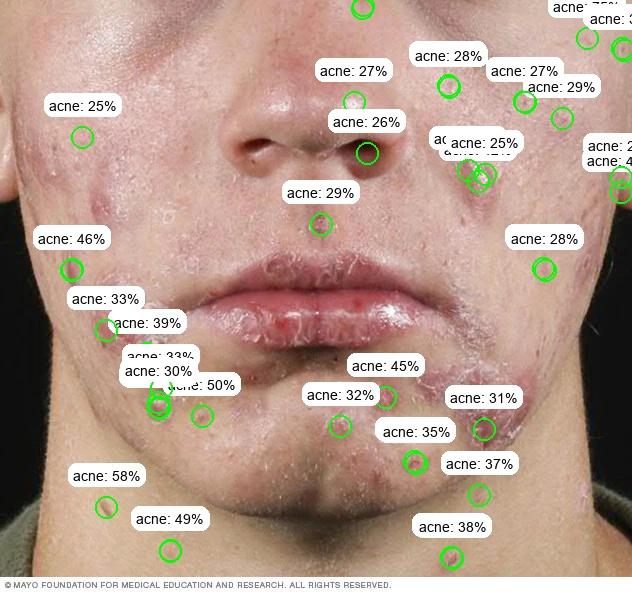 acne: 28%
acne: 27%
acne: 27%
acne: 29%
acne: 25%
acne: 26%
acne: 25%
acne: 29%
acne: 46%
acne: 28%
acne: 33%
acne: 39%
acne: 33%
acne: 30%
acne: 50%
acne: 45%
acne: 32%
acne: 31%
acne: 35%
acne: 37%
acne: 58%
acne: 49%
acne: 38%
© MAYO FOUNDATION FOR MEDICAL EDUCATION AND RESEARCH. ALL RIGHTS RESERVED.